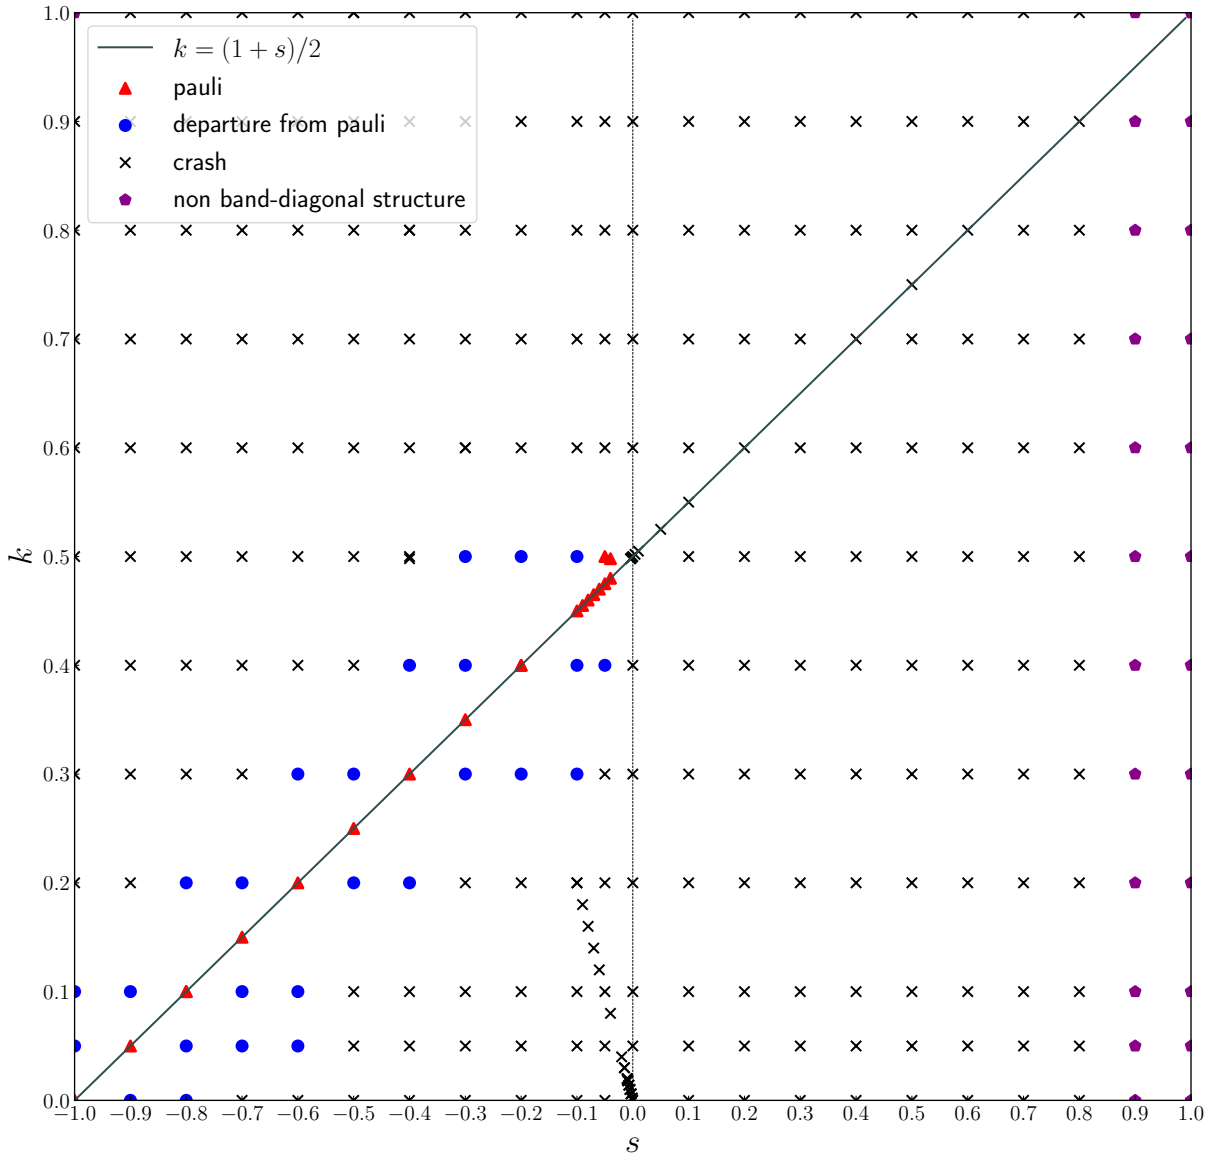 1.0
k = (1 + s)/2
pauli
0.9
departure from pauli
crash
non band-diagonal structure
0.8
0.7
0.6
0.5
k
0.4
0.3
0.2
0.1
0.0
−1.0 −0.9 −0.8 −0.7 −0.6 −0.5 −0.4 −0.3 −0.2 −0.1 0.0 0.1 0.2 0.3 0.4 0.5 0.6 0.7 0.8 0.9 1.0
s